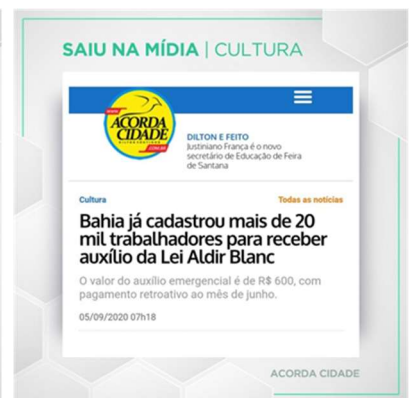 SAIU NA MÍDIA | CULTURA
ACORDA
CIDADE
DILTON E FEITO
Justiniano França é o novo
secretário de Educação de Feira
de Santana
Cultura
Todas as notícias
Bahia já cadastrou mais de 20
mil trabalhadores para receber
auxílio da Lei Aldir Blanc
O valor do auxílio emergencial é de R$ 600, com
pagamento retroativo ao mês de junho.
05/09/2020 07h18
ACORDA CIDADE